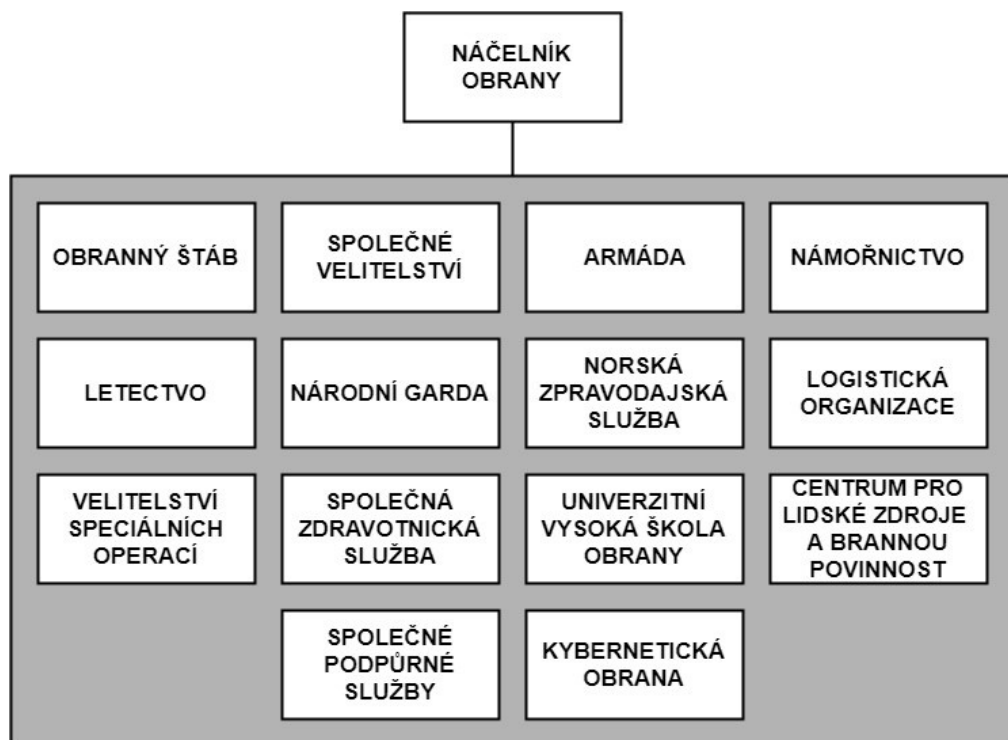 NÁČELNÍK
OBRANY
OBRANNÝ ŠTÁB
SPOLEČNÉ
VELITELSTVÍ
ARMÁDA
NÁMOŘNICTVO
LETECTVO
NÁRODNÍ GARDA
NORSKÁ
ZPRAVODAJSKÁ
SLUŽBA
LOGISTICKÁ
ORGANIZACE
VELITELSTVÍ
SPECIÁLNÍCH
OPERACÍ
SPOLEČNÁ
ZDRAVOTNICKÁ
SLUŽBA
UNIVERZITNÍ
VYSOKÁ ŠKOLA
OBRANY
CENTRUM PRO
LIDSKÉ ZDROJE
A BRANNOU
POVINNOST
SPOLEČNÉ
PODPŮRNÉ
SLUŽBY
KYBERNETICKÁ
OBRANA